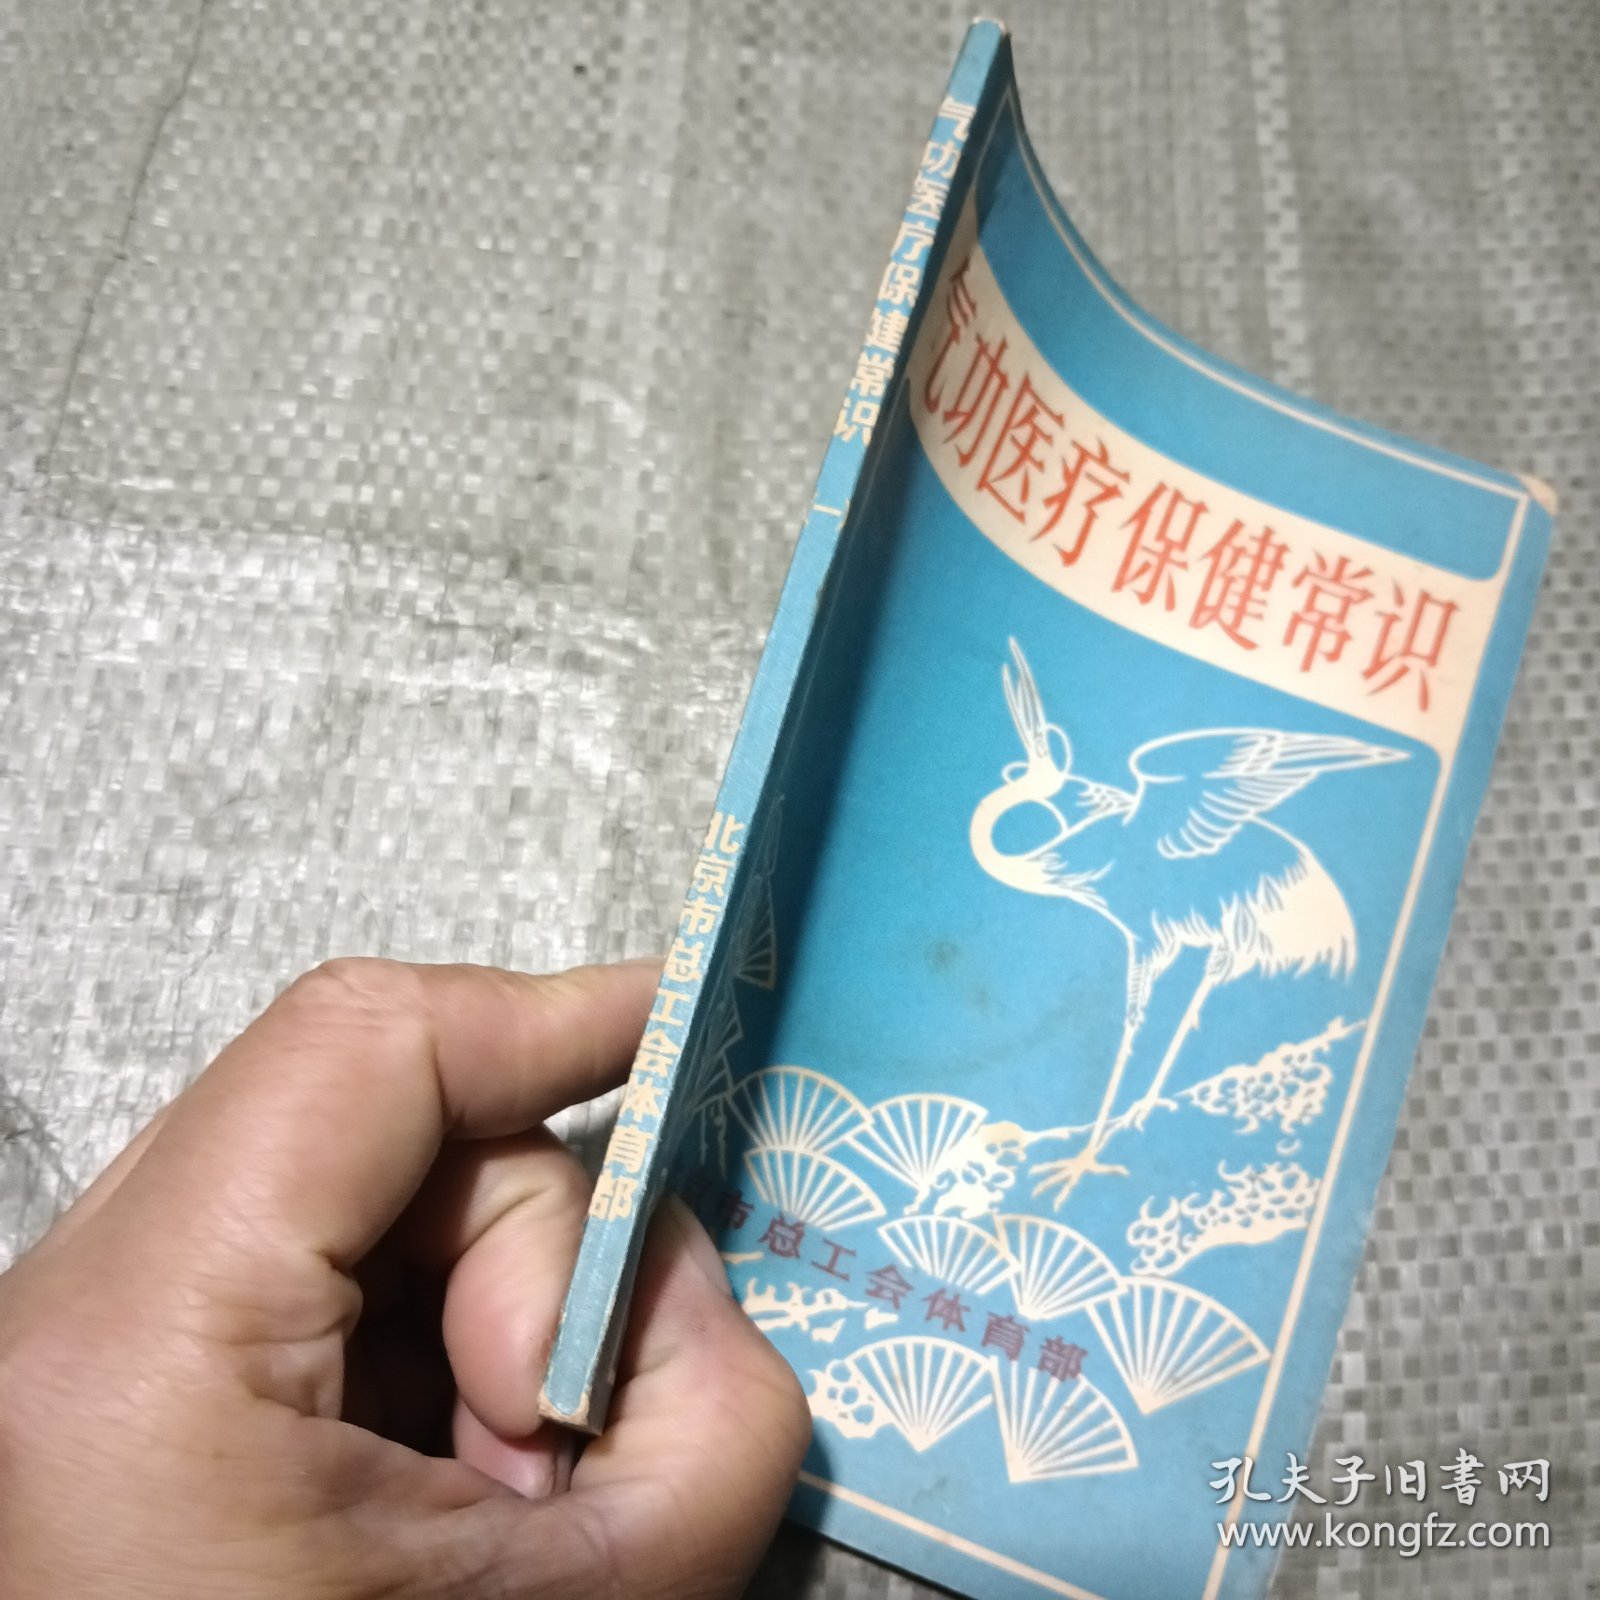 气功医疗保健常识 一
北京市总工会体育部
气功医疗保健常识
市总工会体育部
孔夫子旧书网
www.kongfz.com